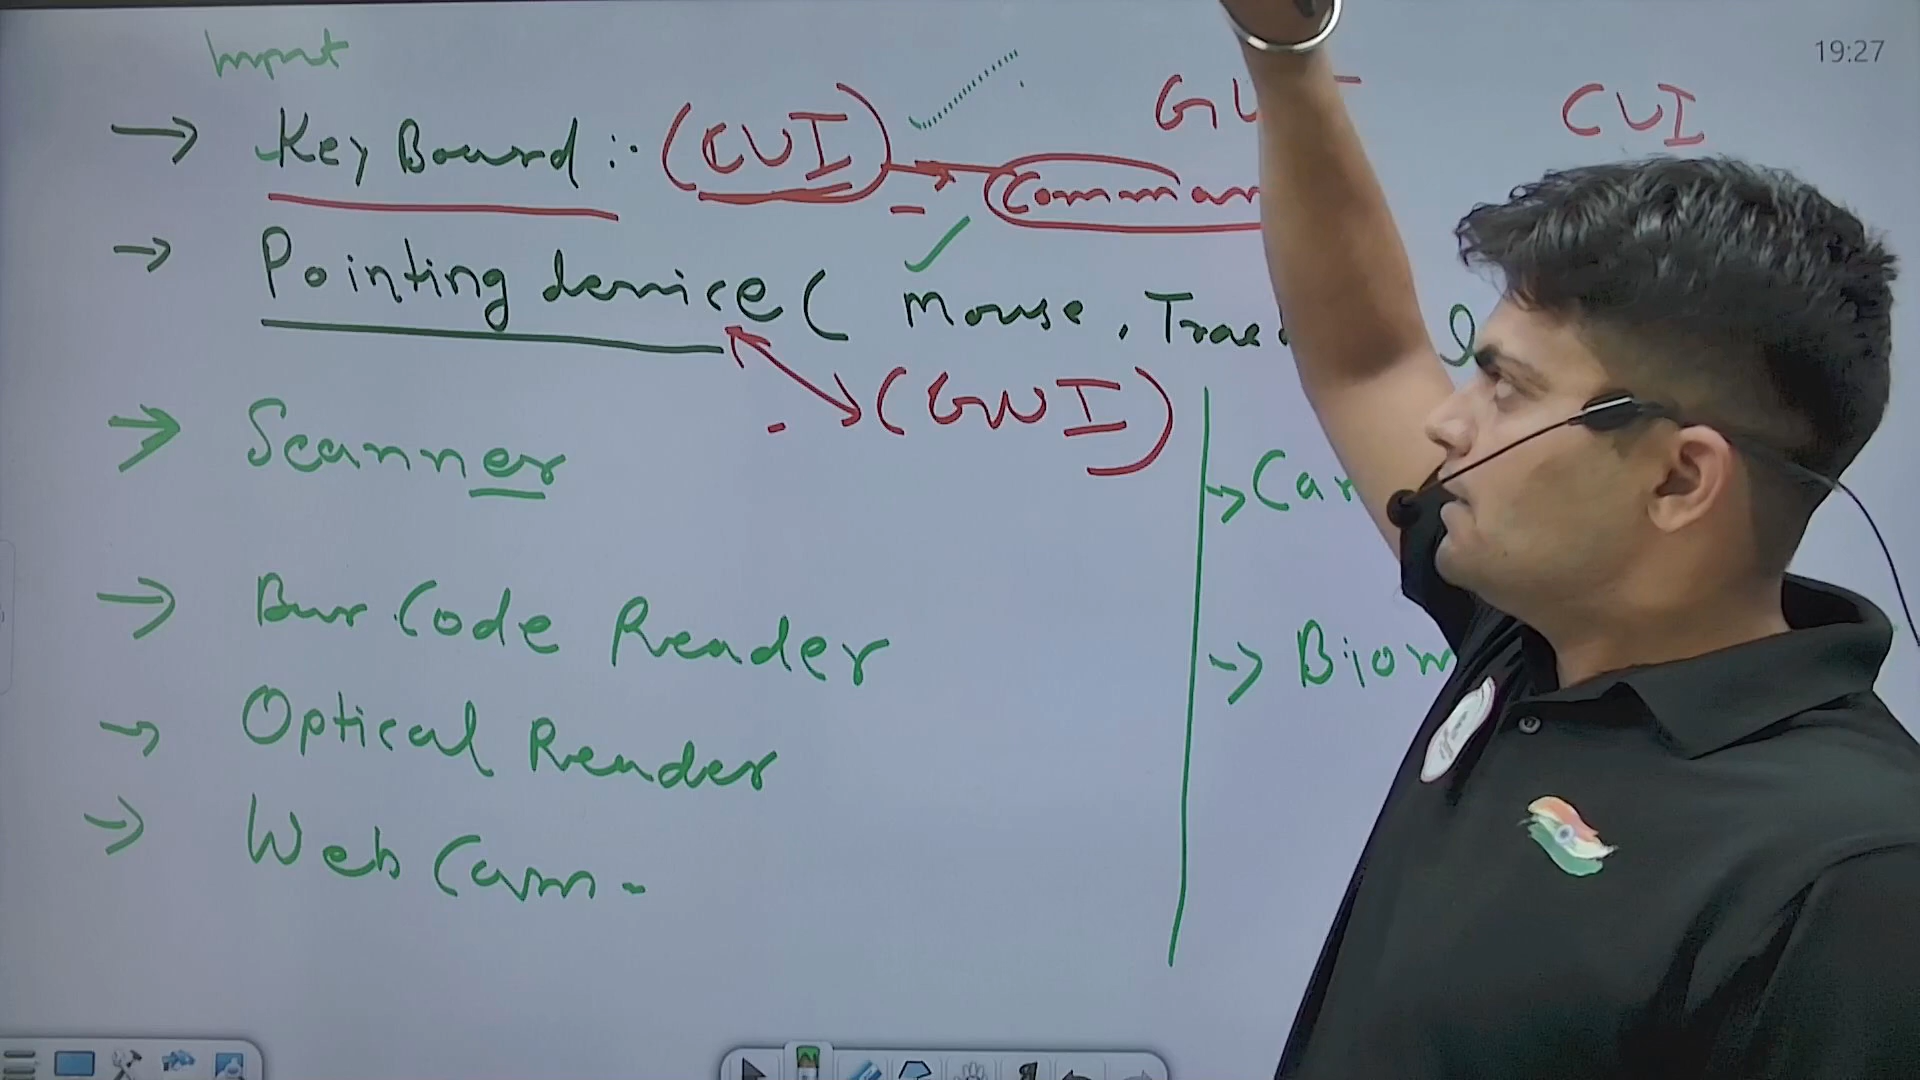 Input
19:27
GU
CUI
→ Key Board :- (CUI) → Comman
→ Pointing device ( Mouse, Trac
(GUI)
→ Scanner
→ Car
→ Bar Code Reader
→ Biom
→ Optical Reader
→ Web Cam -